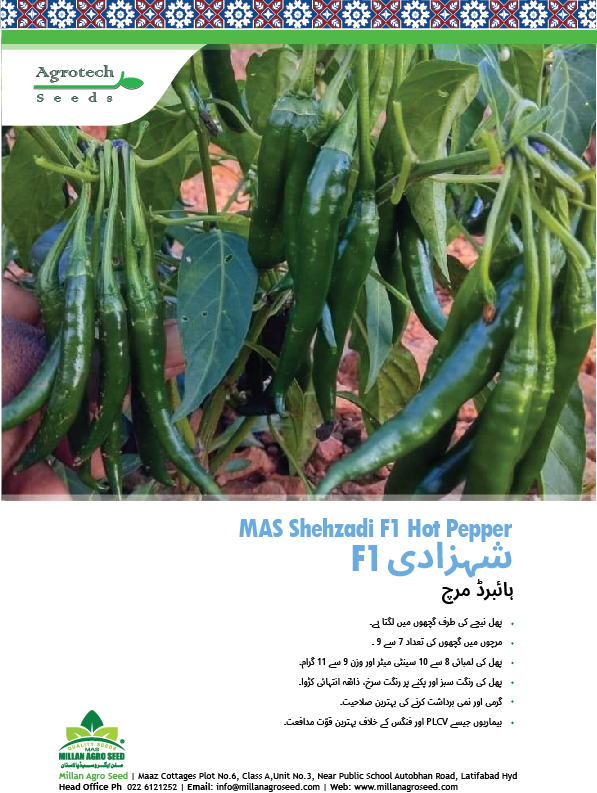 Agrotech
Seeds
MAS Shehzadi F1 Hot Pepper
شہزادی F1
ہائبرڈ مرچ
پھل نیچے کی طرف گچھوں میں لگتا ہے۔
مرچوں میں گچھوں کی تعداد 7 سے 9 ۔
پھل کی لمبائی 8 سے 10 سینٹی میٹر اور وزن 9 سے 11 گرام۔
پھل کی رنگت سبز اور پکنے پر رنگت سرخ، ذائقہ انتہائی کڑوا۔
گرمی اور نمی برداشت کرنے کی بہترین صلاحیت۔
بیماریوں جیسے PLCV اور فنگس کے خلاف بہترین قوّت مدافعت۔
QUALITY SEEDS
MAS
MILLAN AGRO SEED
ملن ایگرو سیڈ پاکستان
Millan Agro Seed | Maaz Cottages Plot No.6, Class A,Unit No.3, Near Public School Autobhan Road, Latifabad Hyd
Head Office Ph 022 6121252 | Email: info@millanagroseed.com | Web: www.millanagroseed.com